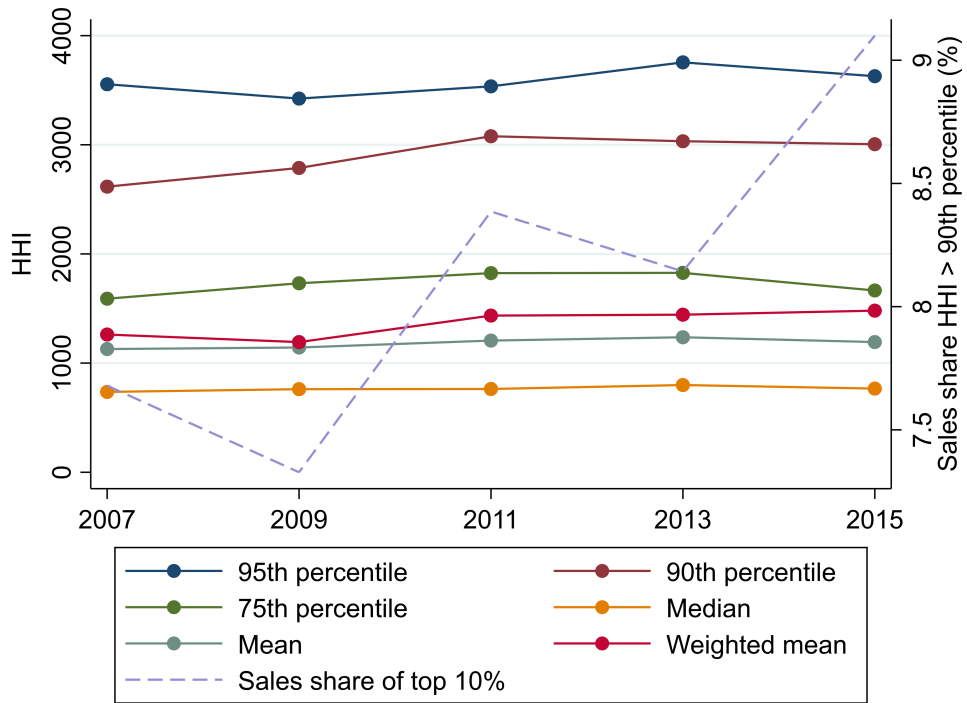 HHI
4000
3000
2000
1000
0
Sales share HHI > 90th percentile (%)
9
8.5
8
7.5
2007 2009 2011 2013 2015
95th percentile 90th percentile
75th percentile Median
Mean Weighted mean
Sales share of top 10%